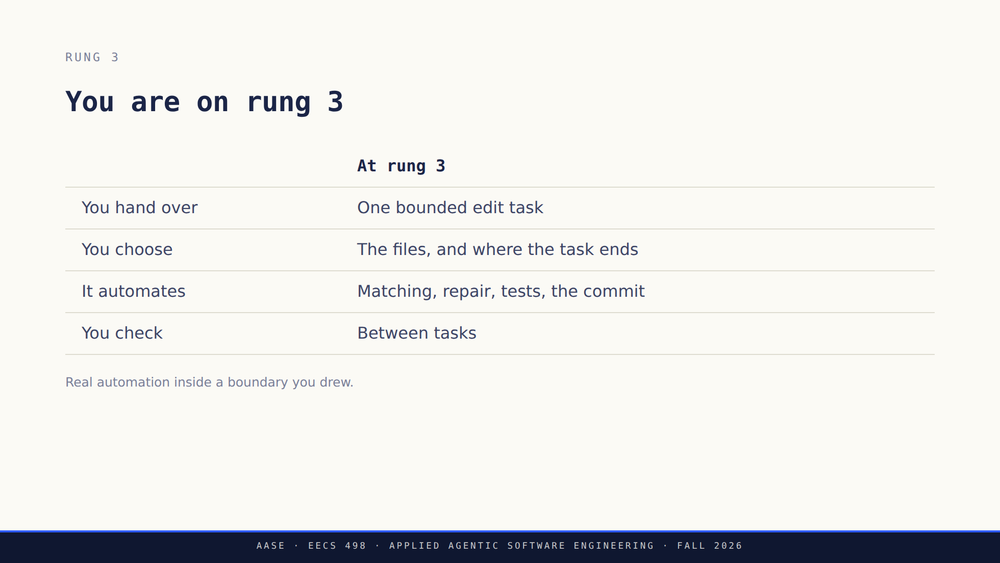 RUNG 3
You are on rung 3
At rung 3
You hand over One bounded edit task
You choose The files, and where the task ends
It automates Matching, repair, tests, the commit
You check Between tasks
Real automation inside a boundary you drew.
AASE · EECS 498 · APPLIED AGENTIC SOFTWARE ENGINEERING · FALL 2026